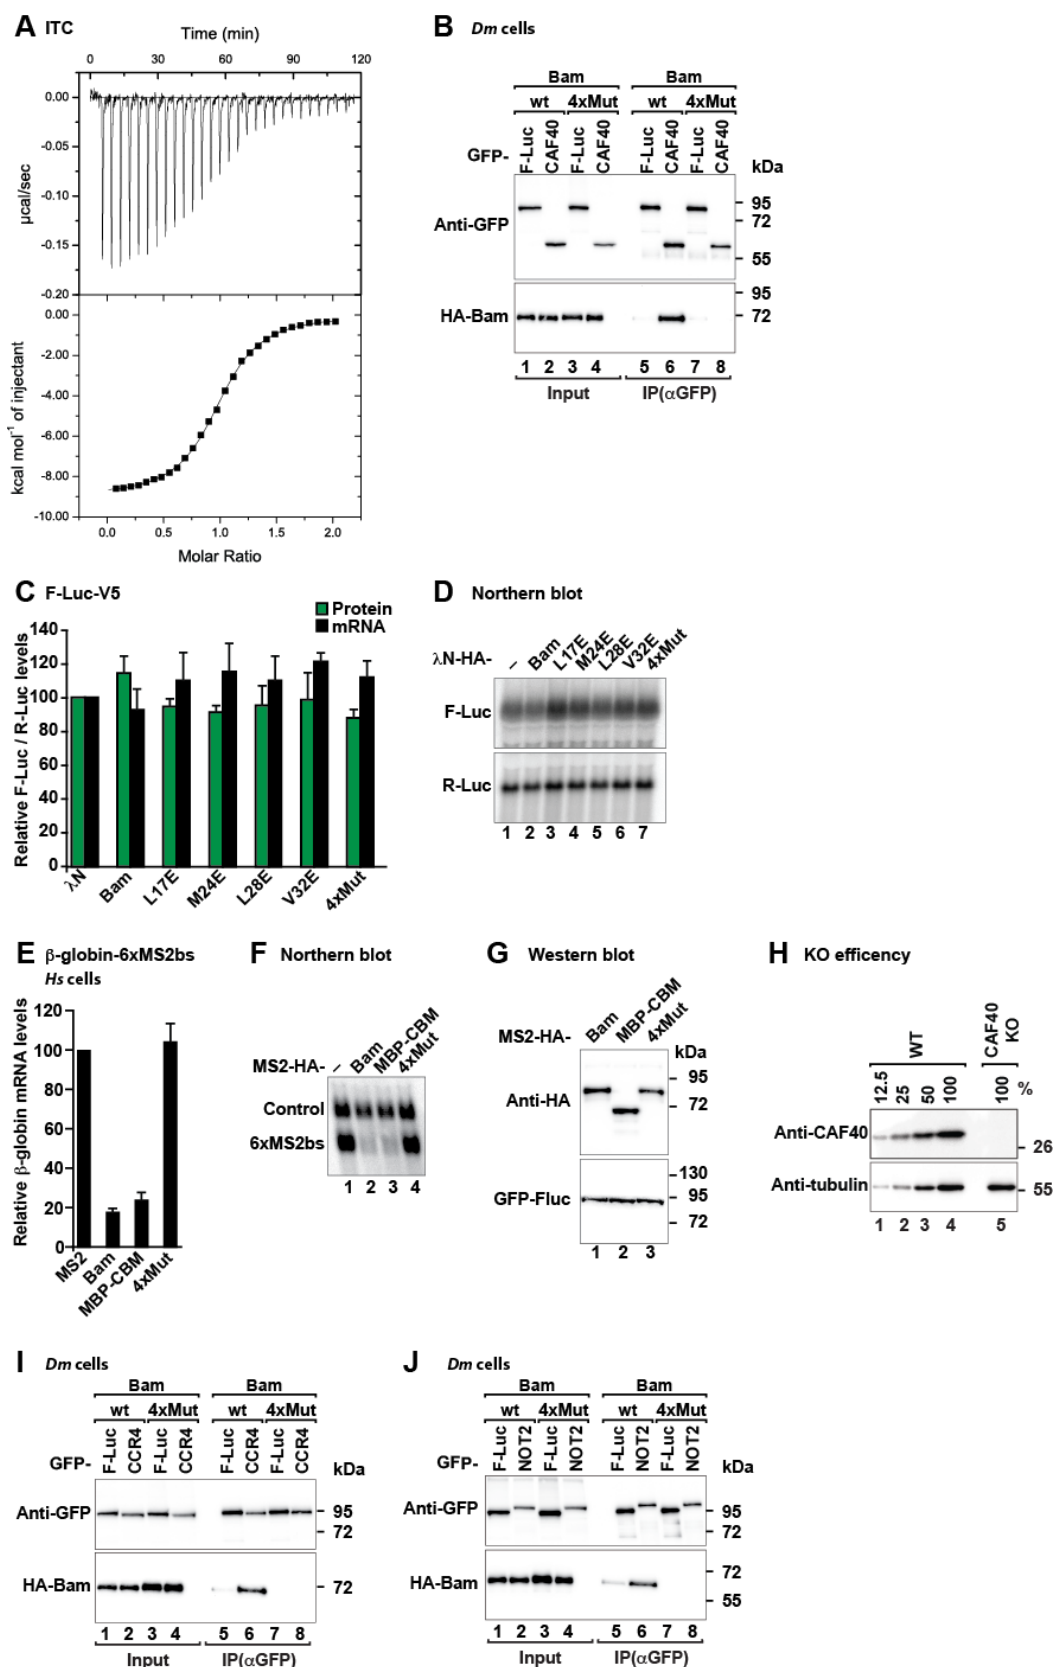 A ITC
Time (min)
0 30 60 90 120
0.00
-0.05
-0.10
-0.15
-0.20
µcal/sec
0.00
-2.00
-4.00
-6.00
-8.00
-10.00
kcal mol⁻¹ of injectant
0.0 0.5 1.0 1.5 2.0
Molar Ratio
B Dm cells
Bam Bam
wt 4xMut wt 4xMut
GFP- F-Luc CAF40 F-Luc CAF40 F-Luc CAF40 F-Luc CAF40 kDa
Anti-GFP
95
72
55
HA-Bam
95
72
1 2 3 4 5 6 7 8
Input IP(αGFP)
C F-Luc-V5
Protein
mRNA
Relative F-Luc / R-Luc levels
140
120
100
80
60
40
20
0
λN Bam L17E M24E L28E V32E 4xMut
D Northern blot
λN-HA- – Bam L17E M24E L28E V32E 4xMut
F-Luc
R-Luc
1 2 3 4 5 6 7
E β-globin-6xMS2bs
Hs cells
Relative β-globin mRNA levels
120
100
80
60
40
20
0
MS2 Bam MBP-CBM 4xMut
F Northern blot
MS2-HA- – Bam MBP-CBM 4xMut
Control
6xMS2bs
1 2 3 4
G Western blot
MS2-HA- Bam MBP-CBM 4xMut
kDa
Anti-HA
95
72
GFP-Fluc
130
95
72
1 2 3
H KO efficency
WT CAF40 KO
12.5 25 50 100 100 %
Anti-CAF40
26
Anti-tubulin
55
1 2 3 4 5
I Dm cells
Bam Bam
wt 4xMut wt 4xMut
GFP- F-Luc CCR4 F-Luc CCR4 F-Luc CCR4 F-Luc CCR4 kDa
Anti-GFP
95
72
HA-Bam
72
1 2 3 4 5 6 7 8
Input IP(αGFP)
J Dm cells
Bam Bam
wt 4xMut wt 4xMut
GFP- F-Luc NOT2 F-Luc NOT2 F-Luc NOT2 F-Luc NOT2 kDa
Anti-GFP
95
72
HA-Bam
72
55
1 2 3 4 5 6 7 8
Input IP(αGFP)